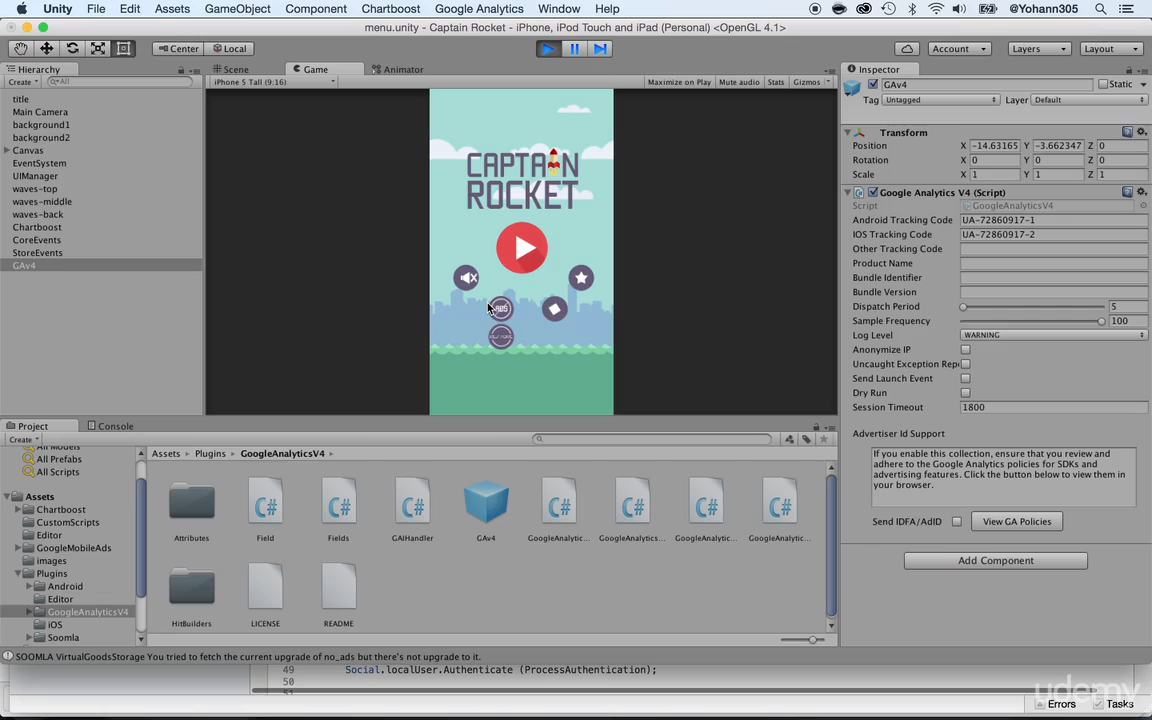 Unity File Edit Assets GameObject Component Chartboost Google Analytics Window Help @Yohann305
menu.unity - Captain Rocket - iPhone, iPod Touch and iPad (Personal) <OpenGL 4.1>
Center Local Account Layers Layout
Hierarchy
Create All
title
Main Camera
background1
background2
Canvas
EventSystem
UIManager
waves-top
waves-middle
waves-back
Chartboost
CoreEvents
StoreEvents
GAv4
Scene Game Animator
iPhone 5 Tall (9:16) Maximize on Play Mute audio Stats Gizmos
CAPTAIN
ROCKET
ADS
Inspector
GAv4 Static
Tag Untagged Layer Default
Transform
Position X -14.63165 Y -3.662347 Z 0
Rotation X 0 Y 0 Z 0
Scale X 1 Y 1 Z 1
Google Analytics V4 (Script)
Script GoogleAnalyticsV4
Android Tracking Code UA-72860917-1
IOS Tracking Code UA-72860917-2
Other Tracking Code
Product Name
Bundle Identifier
Bundle Version
Dispatch Period 5
Sample Frequency 100
Log Level WARNING
Anonymize IP
Uncaught Exception Repo
Send Launch Event
Dry Run
Session Timeout 1800
Advertiser Id Support
If you enable this collection, ensure that you review and
adhere to the Google Analytics policies for SDKs and
advertising features. Click the button below to view them in
your browser.
Send IDFA/AdID View GA Policies
Add Component
Project Console
Create
All Models
All Prefabs
All Scripts
Assets
Chartboost
CustomScripts
Editor
GoogleMobileAds
images
Plugins
Android
Editor
GoogleAnalyticsV4
iOS
Soomla
Assets Plugins GoogleAnalyticsV4
Attributes Field Fields GAIHandler GAv4 GoogleAnalytic... GoogleAnalytics... GoogleAnalytic... GoogleAnalytic...
HitBuilders LICENSE README
SOOMLA VirtualGoodsStorage You tried to fetch the current upgrade of no_ads but there's not upgrade to it.
49 Social.localUser.Authenticate (ProcessAuthentication);
50
udemy
Errors Tasks